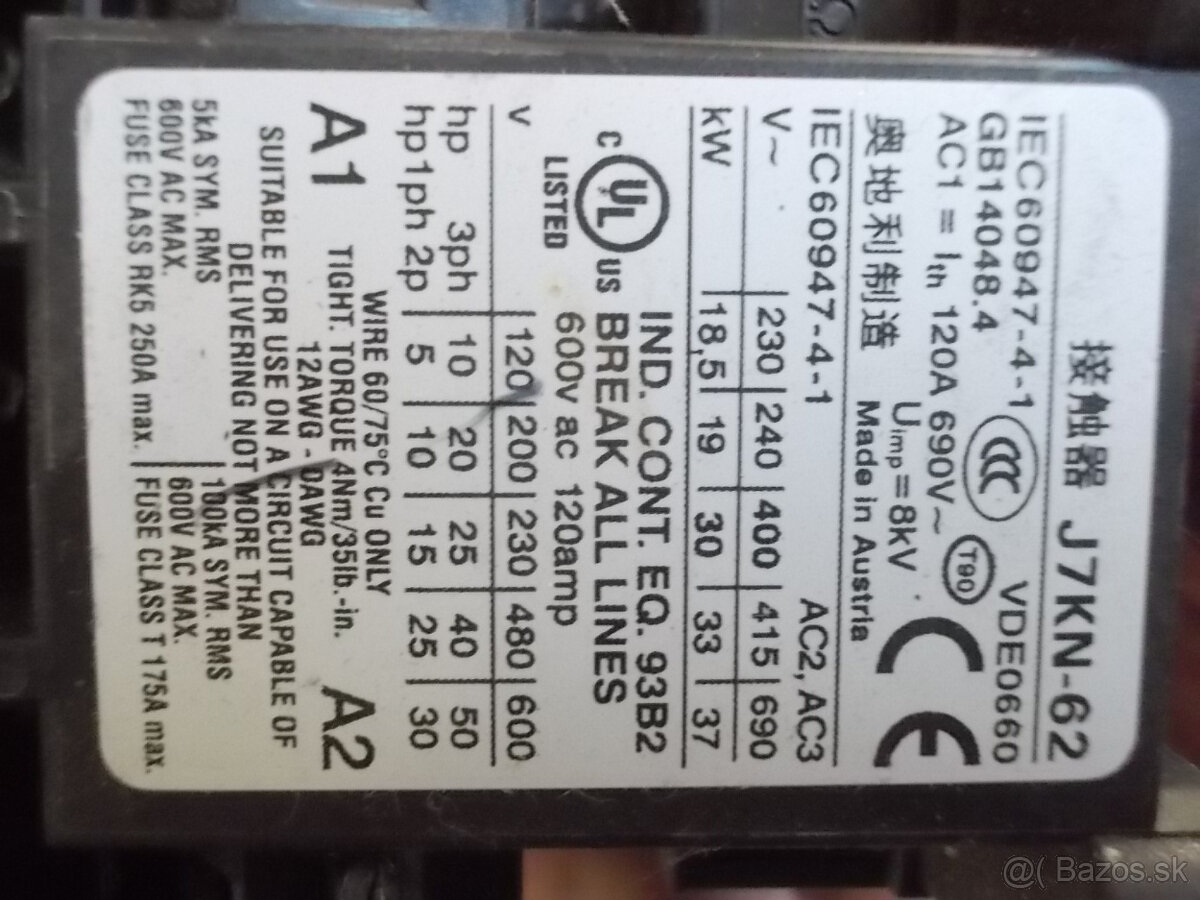 接触器 J7KN-62
IEC60947-4-1 VDE0660
GB14048.4 CCC
AC1 = Ith 120A 690V~ T90
Uimp=8kV CE
奥地利制造 Made in Austria
IEC60947-4-1 AC2, AC3
V~ 230 240 400 415 690
kW 18,5 19 30 33 37
IND. CONT. EQ. 93B2
C UL US BREAK ALL LINES
LISTED 600v ac 120amp
v 120 200 230 480 600
hp 3ph 10 20 25 40 50
hp1ph 2p 5 10 15 25 30
WIRE 60/75°C Cu ONLY
A1 TIGHT. TORQUE 4Nm/35lb.-in. A2
12AWG - 0AWG
SUITABLE FOR USE ON A CIRCUIT CAPABLE OF
DELIVERING NOT MORE THAN
5kA SYM. RMS 100kA SYM. RMS
600V AC MAX. 600V AC MAX.
FUSE CLASS RK5 250A max. FUSE CLASS T 175A max.
@( Bazos.sk